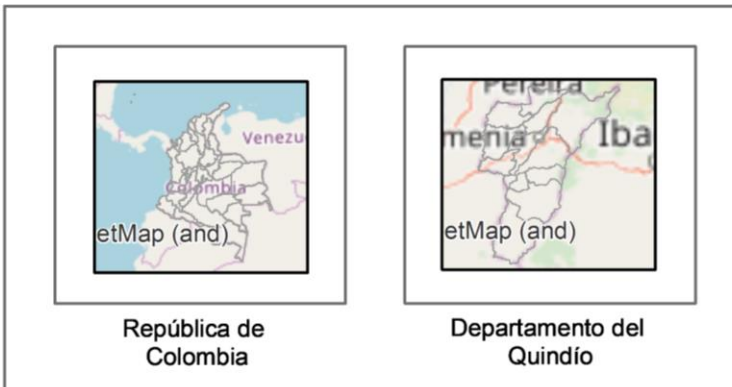 Venezu
Colombia
etMap (and)
Pereira
menia
Iba
etMap (and)
República de
Colombia
Departamento del
Quindío